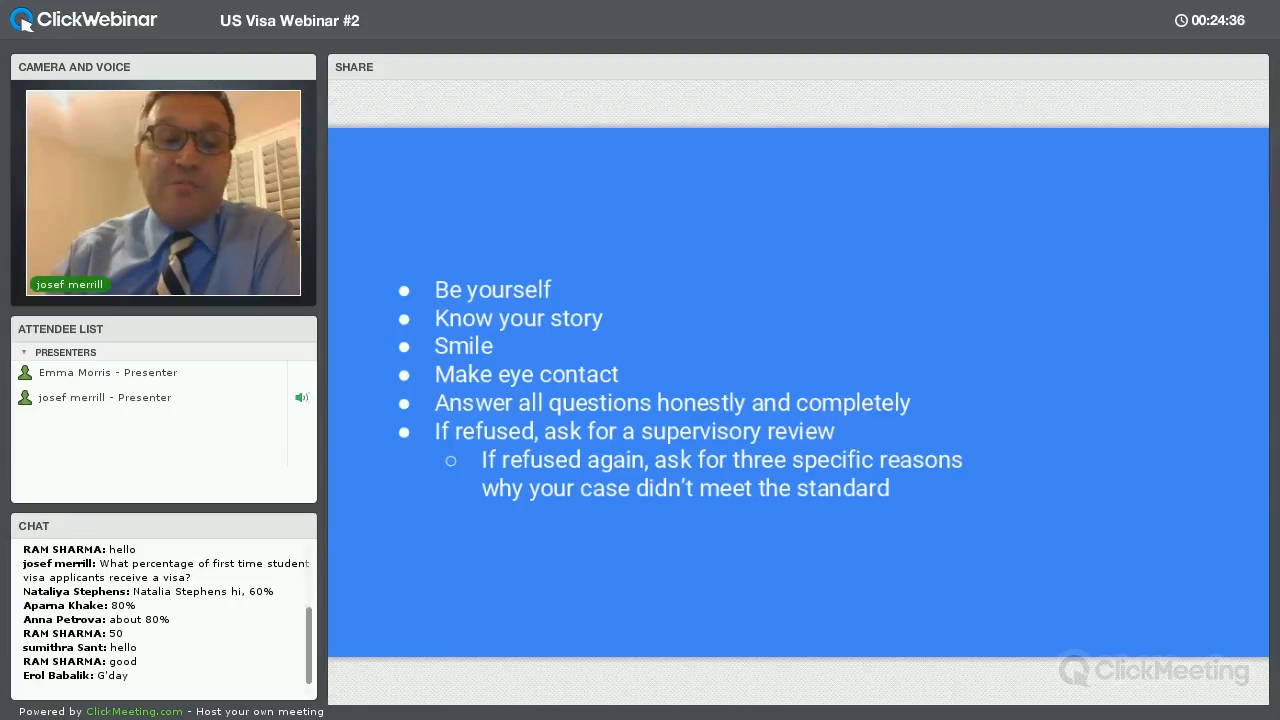 ClickWebinar
US Visa Webinar #2
00:24:36
CAMERA AND VOICE
josef merrill
ATTENDEE LIST
PRESENTERS
Emma Morris - Presenter
josef merrill - Presenter
CHAT
RAM SHARMA: hello
josef merrill: What percentage of first time student
visa applicants receive a visa?
Nataliya Stephens: Natalia Stephens hi, 60%
Aparna Khake: 80%
Anna Petrova: about 80%
RAM SHARMA: 50
sumithra Sant: hello
RAM SHARMA: good
Erol Babalik: G'day
Powered by ClickMeeting.com - Host your own meeting
SHARE
● Be yourself
● Know your story
● Smile
● Make eye contact
● Answer all questions honestly and completely
● If refused, ask for a supervisory review
○ If refused again, ask for three specific reasons
why your case didn’t meet the standard
ClickMeeting